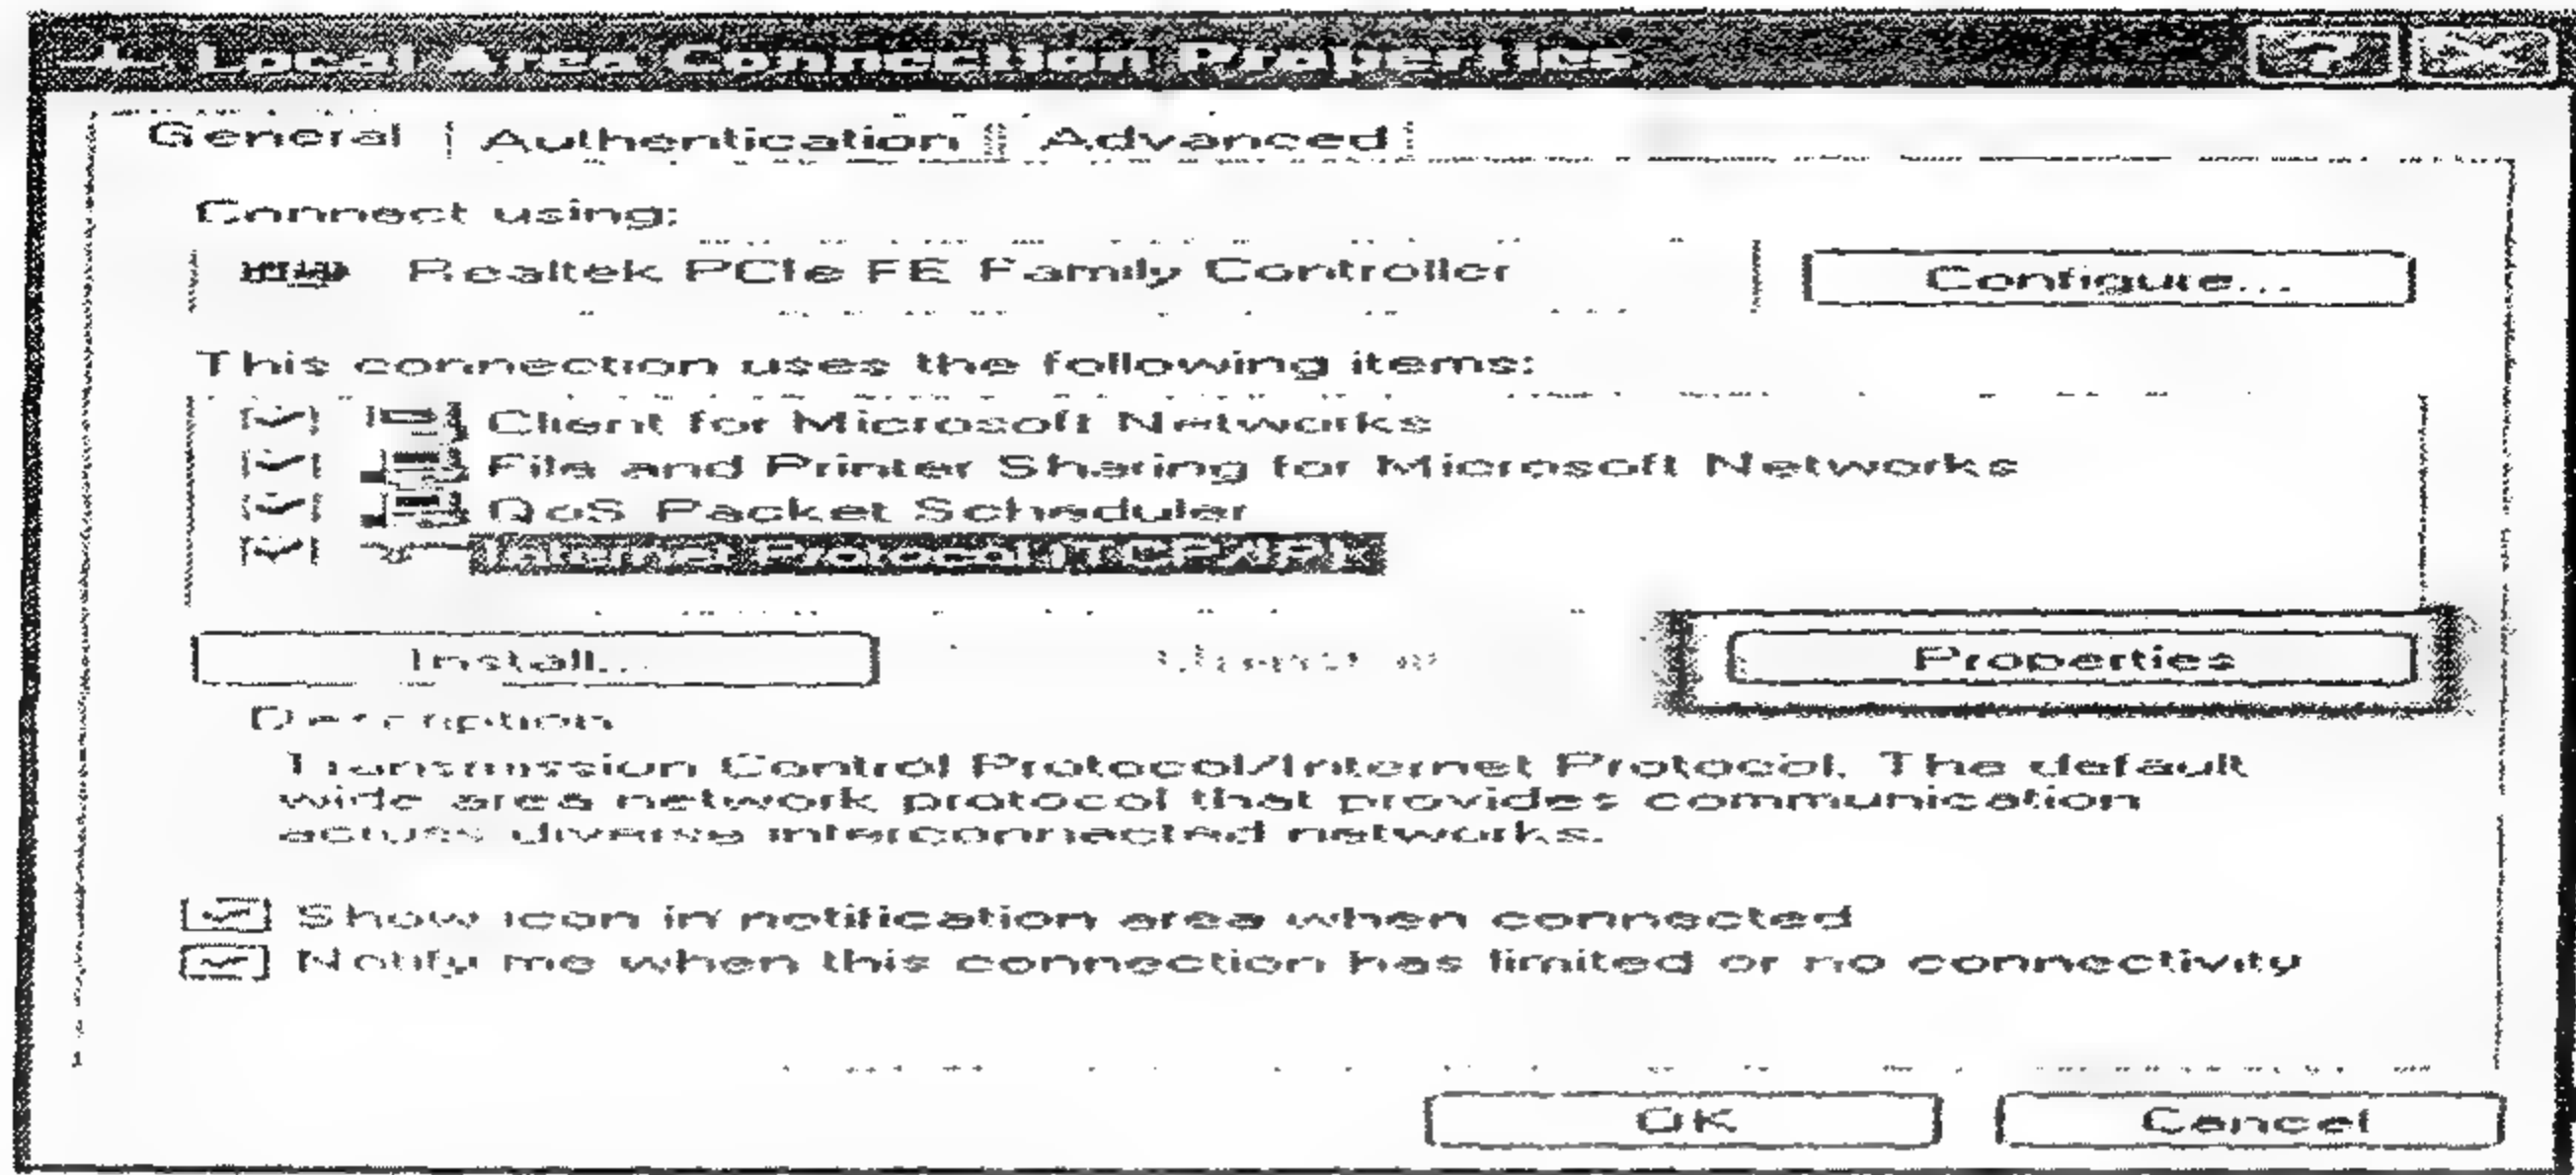 Local Area Connection Properties
General Authentication Advanced
Connect using:
Realtek PCIe FE Family Controller Configure...
This connection uses the following items:
Client for Microsoft Networks
File and Printer Sharing for Microsoft Networks
QoS Packet Scheduler
Internet Protocol (TCP/IP)
Install... Properties
Description
Transmission Control Protocol/Internet Protocol. The default
wide area network protocol that provides communication
across diverse interconnected networks.
Show icon in notification area when connected
Notify me when this connection has limited or no connectivity
OK Cancel